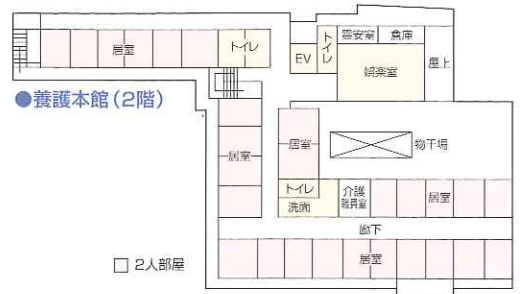 居室
トイレ
EV
トイレ
霊安室
倉庫
娯楽室
屋上
●養護本館(2階)
居室
居室
物干場
トイレ
洗面
介護
職員室
居室
廊下
居室
2人部屋